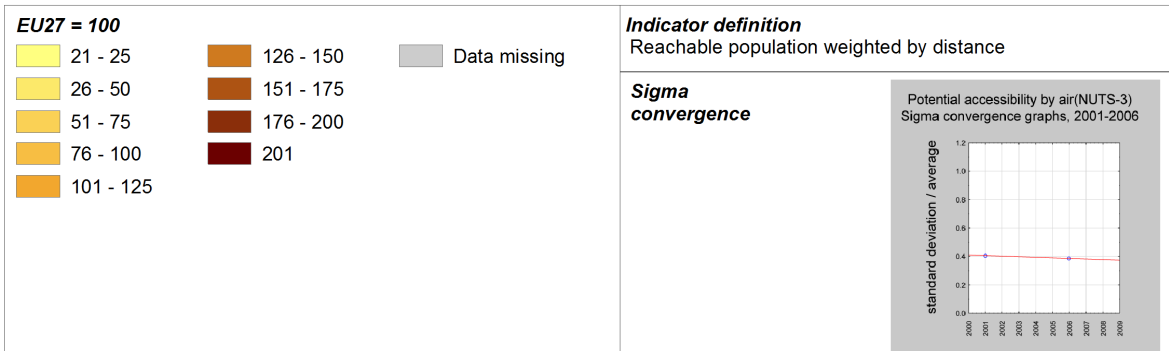 EU27 = 100
21 - 25
26 - 50
51 - 75
76 - 100
101 - 125
126 - 150
151 - 175
176 - 200
201
Data missing
Indicator definition
Reachable population weighted by distance
Sigma
convergence
Potential accessibility by air(NUTS-3)
Sigma convergence graphs, 2001-2006
standard deviation / average
1.2
1.0
0.8
0.6
0.4
0.2
0.0
2000
2001
2002
2003
2004
2005
2006
2007
2008
2009